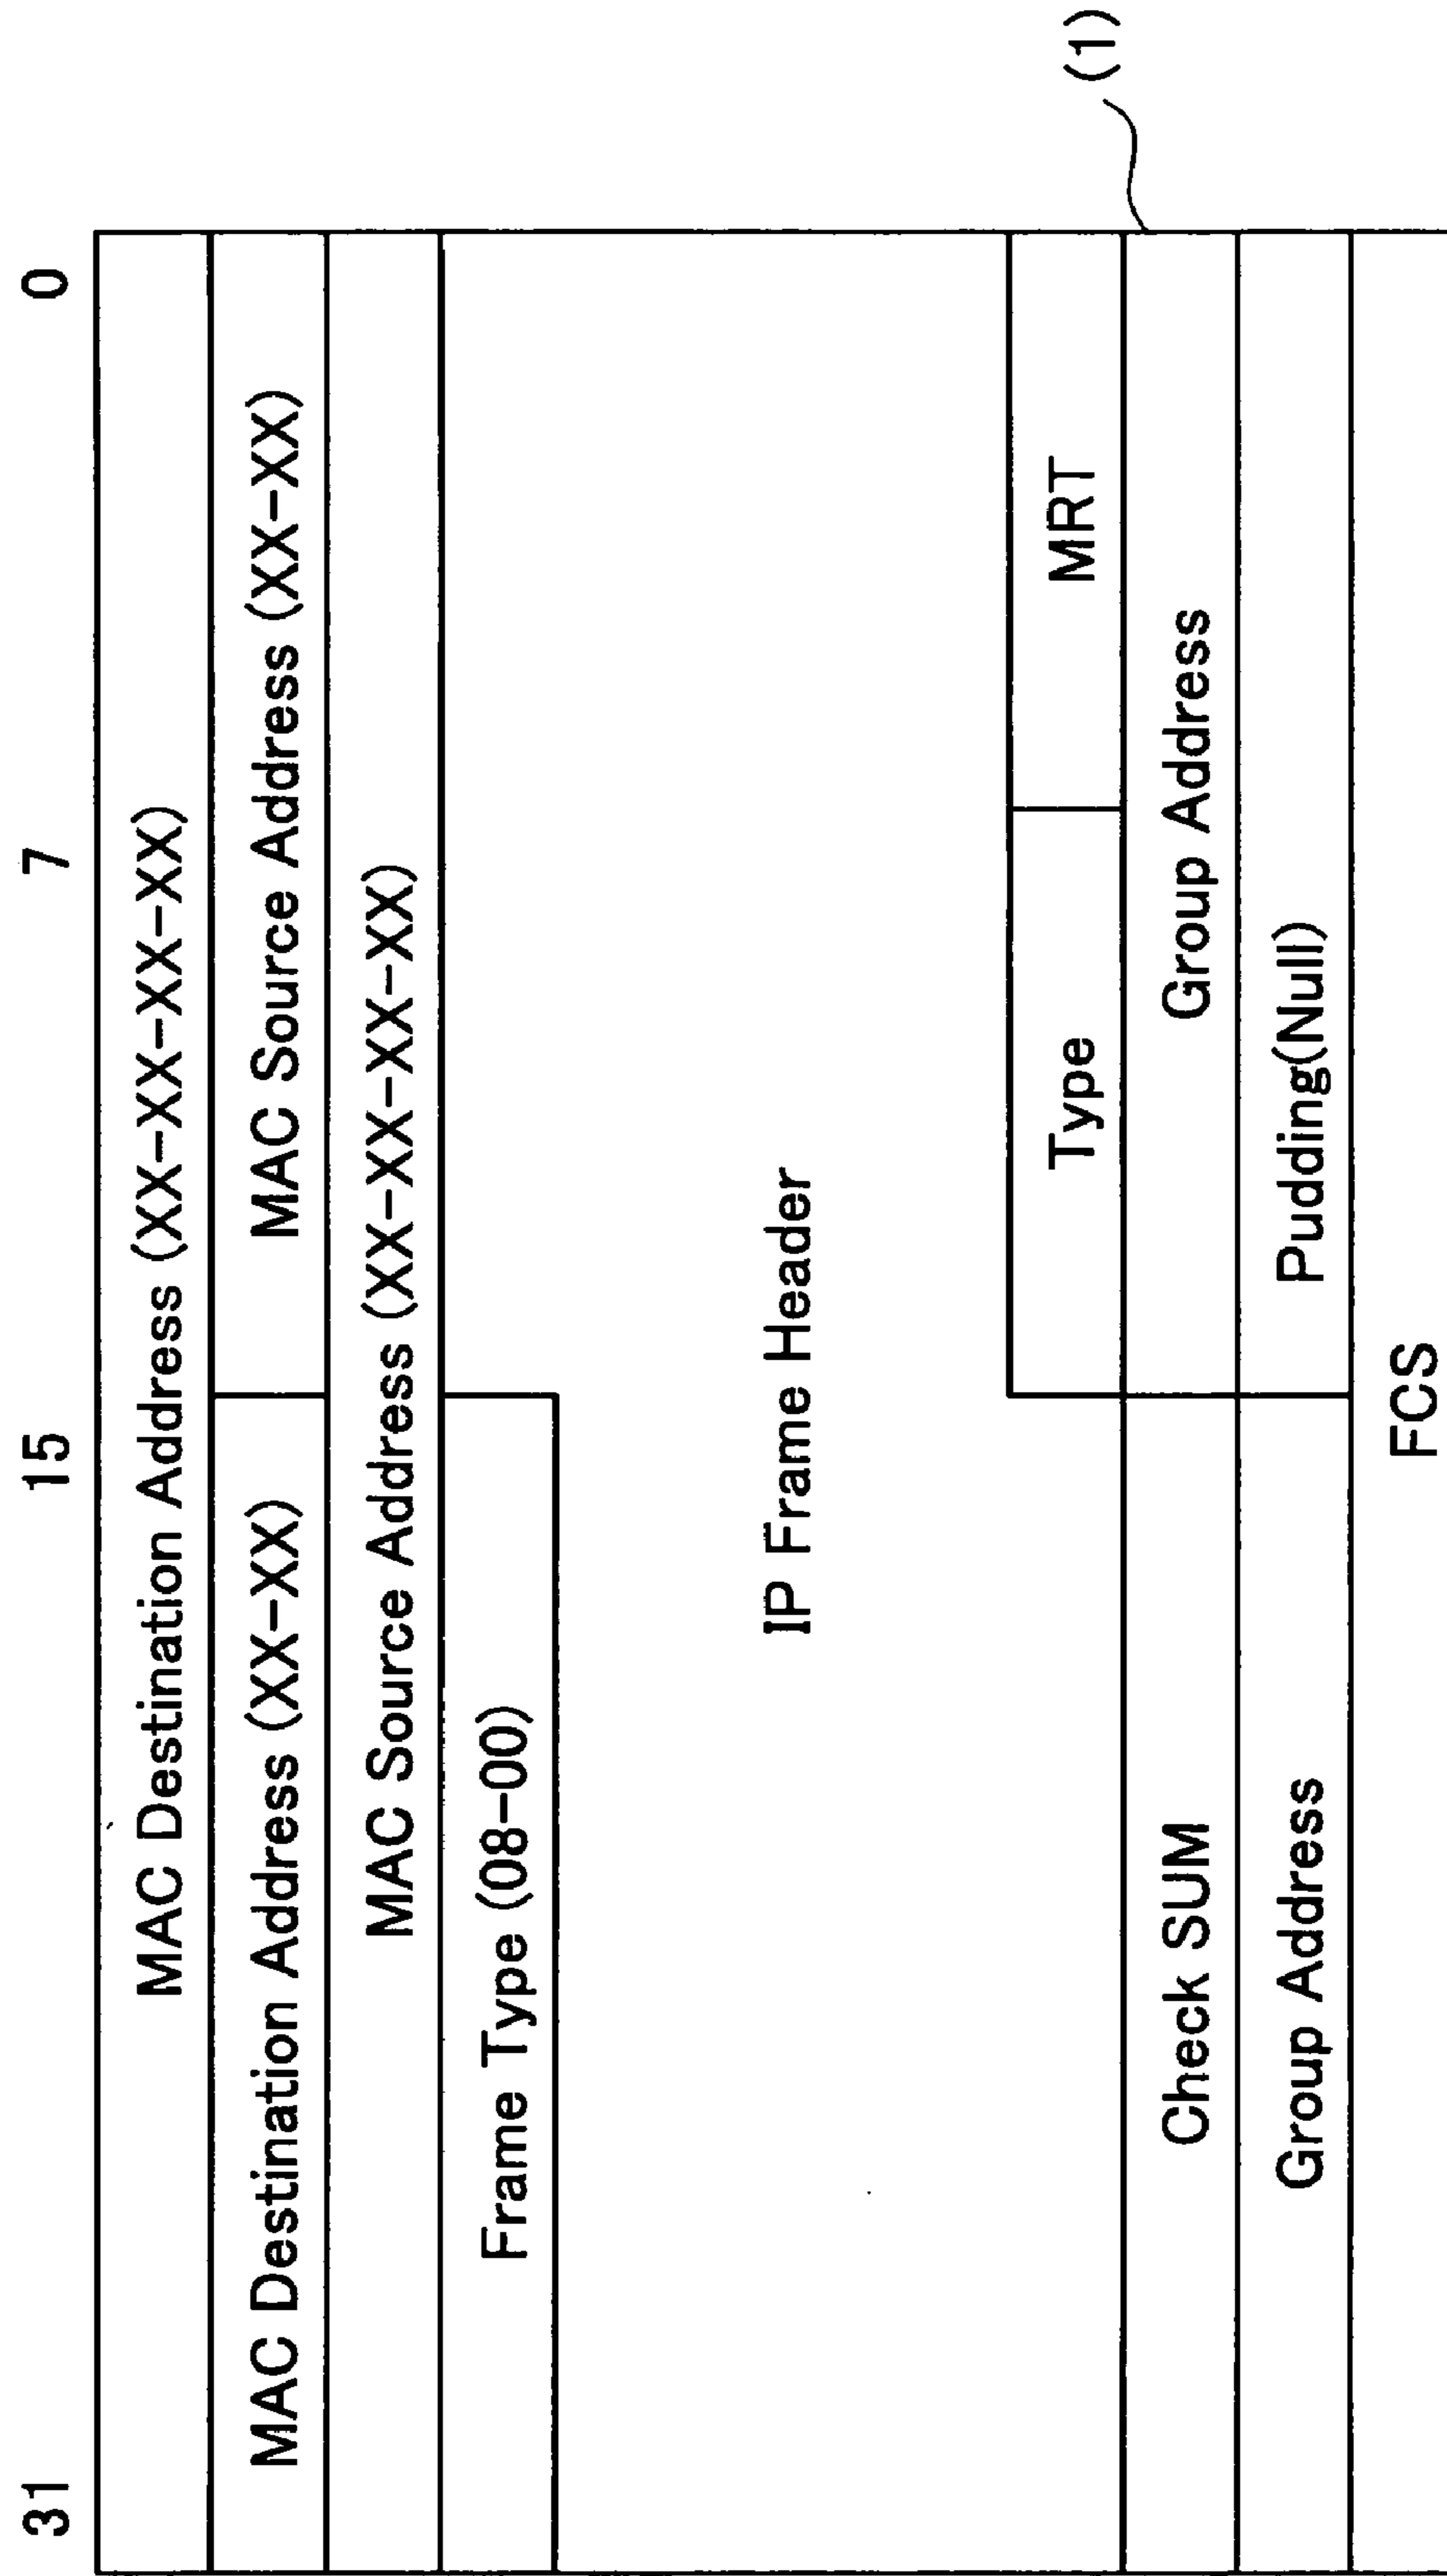 31 15 7 0
MAC Destination Address (XX-XX-XX-XX-XX)
MAC Destination Address (XX-XX) MAC Source Address (XX-XX)
MAC Source Address (XX-XX-XX-XX-XX)
Frame Type (08-00)
IP Frame Header
Type MRT
(1)
Check SUM Group Address
Group Address Pudding(Null)
FCS